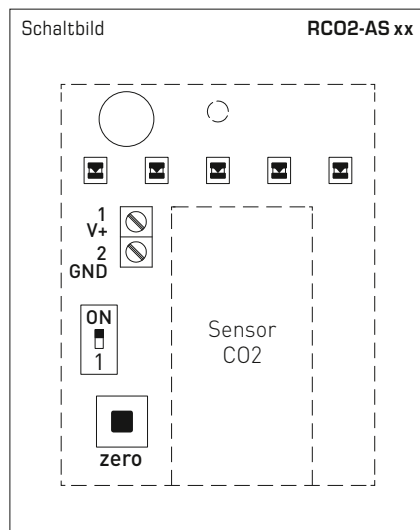 Schaltbild RCO2-AS xx
1
V+
2
GND
ON
1
zero
Sensor
CO2